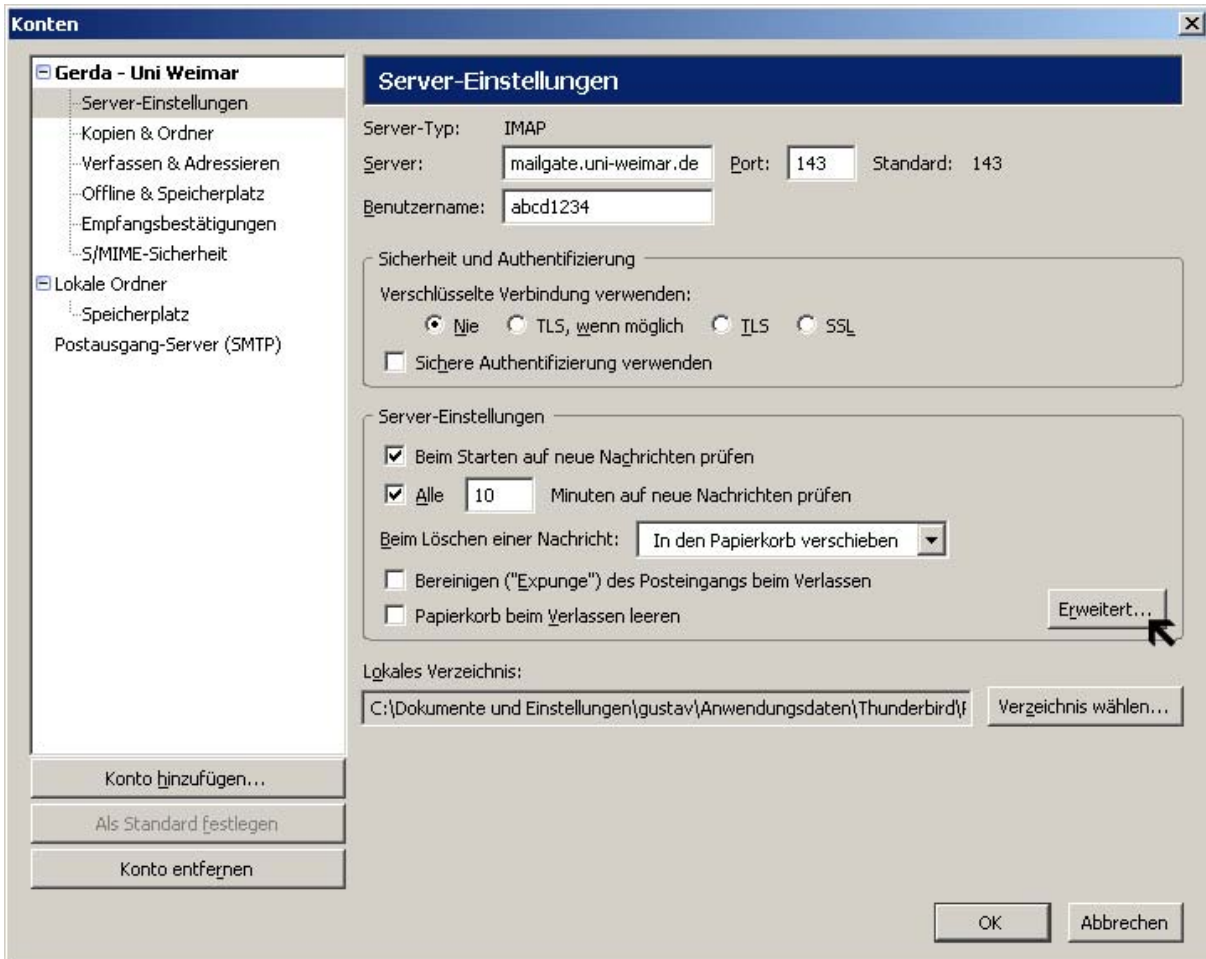 Konten
Gerda - Uni Weimar
Server-Einstellungen
Kopien & Ordner
Verfassen & Adressieren
Offline & Speicherplatz
Empfangsbestätigungen
S/MIME-Sicherheit
Lokale Ordner
Speicherplatz
Postausgang-Server (SMTP)
Konto hinzufügen...
Als Standard festlegen
Konto entfernen
Server-Einstellungen
Server-Typ: IMAP
Server: mailgate.uni-weimar.de Port: 143 Standard: 143
Benutzername: abcd1234
Sicherheit und Authentifizierung
Verschlüsselte Verbindung verwenden:
Nie TLS, wenn möglich TLS SSL
Sichere Authentifizierung verwenden
Server-Einstellungen
Beim Starten auf neue Nachrichten prüfen
Alle 10 Minuten auf neue Nachrichten prüfen
Beim Löschen einer Nachricht: In den Papierkorb verschieben
Bereinigen ("Expunge") des Posteingangs beim Verlassen
Papierkorb beim Verlassen leeren
Erweitert...
Lokales Verzeichnis:
C:\Dokumente und Einstellungen\gustav\Anwendungsdaten\Thunderbird\ Verzeichnis wählen...
OK Abbrechen